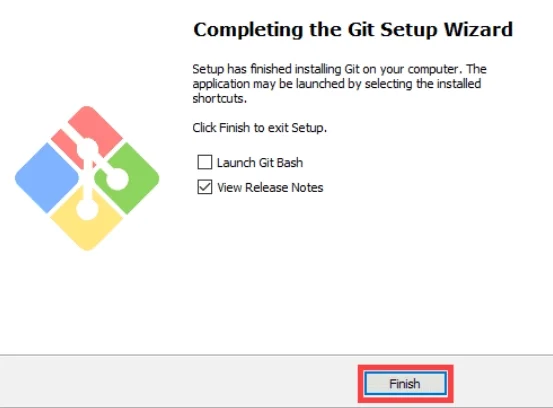 Completing the Git Setup Wizard
Setup has finished installing Git on your computer. The
application may be launched by selecting the installed
shortcuts.
Click Finish to exit Setup.
Launch Git Bash
View Release Notes
Finish